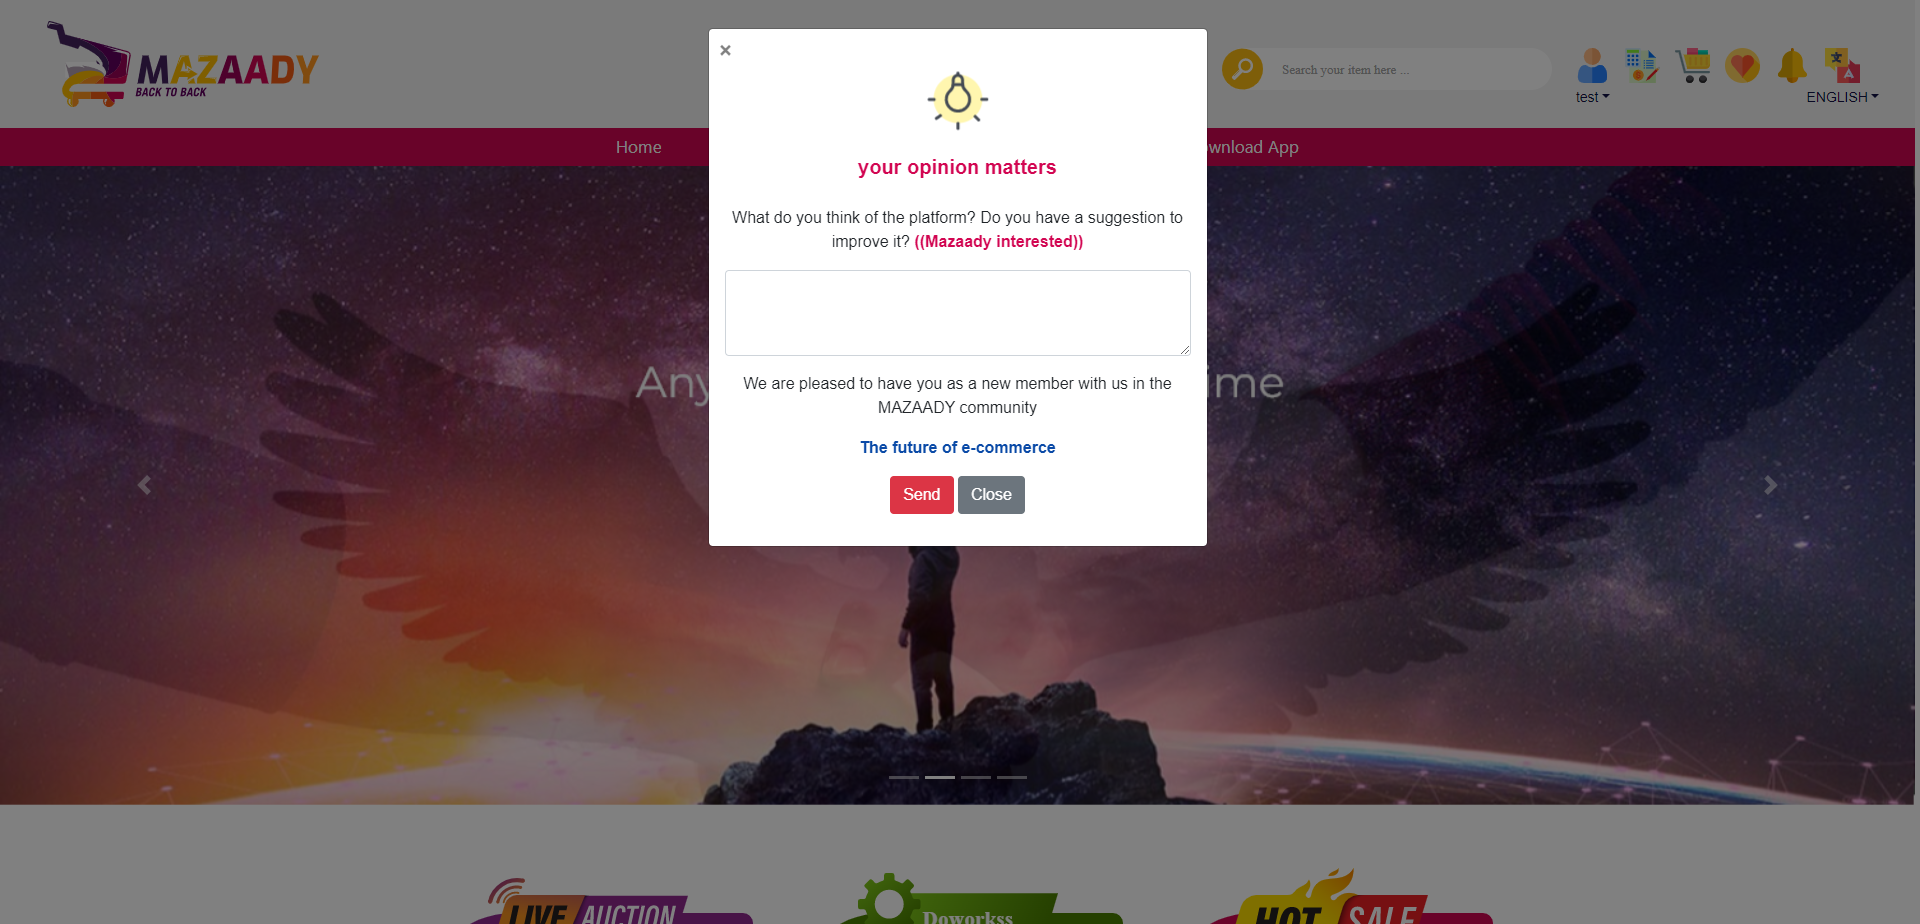 MAZAADY
BACK TO BACK
Search your item here ...
test
ENGLISH
Home
wnload App
×
your opinion matters
What do you think of the platform? Do you have a suggestion to
improve it? ((Mazaady interested))
We are pleased to have you as a new member with us in the
MAZAADY community
The future of e-commerce
Send Close
Any
ime
LIVE AUCTION
Doworkss
HOT SALE